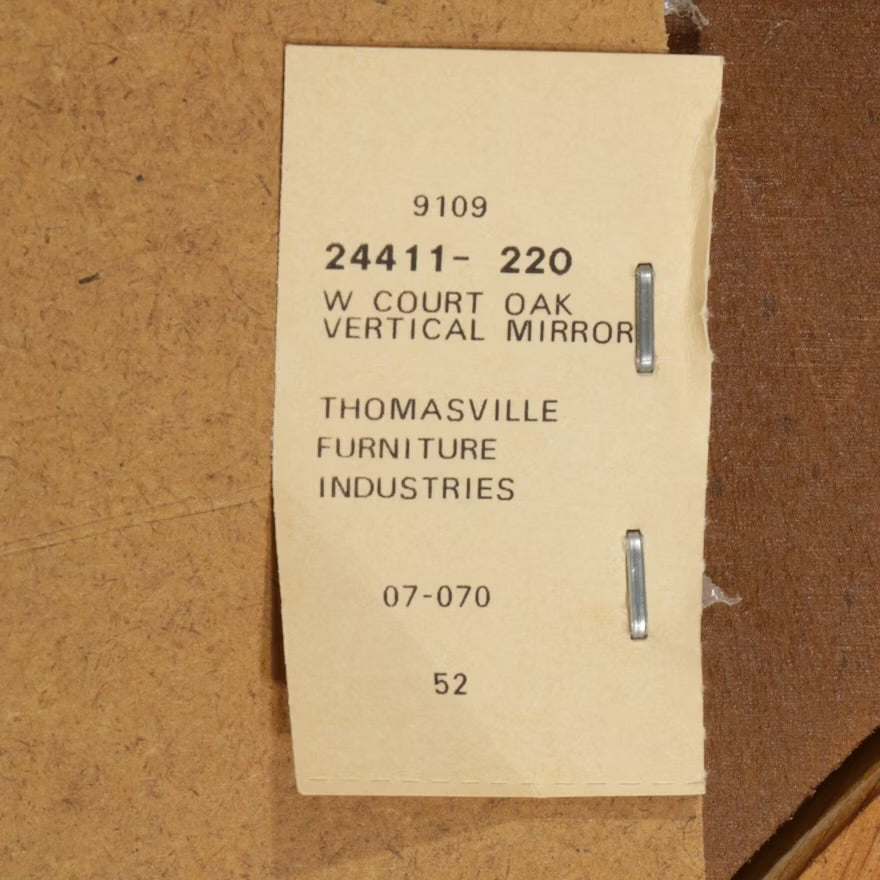 9109
24411- 220
W COURT OAK
VERTICAL MIRROR
THOMASVILLE
FURNITURE
INDUSTRIES
07-070
52